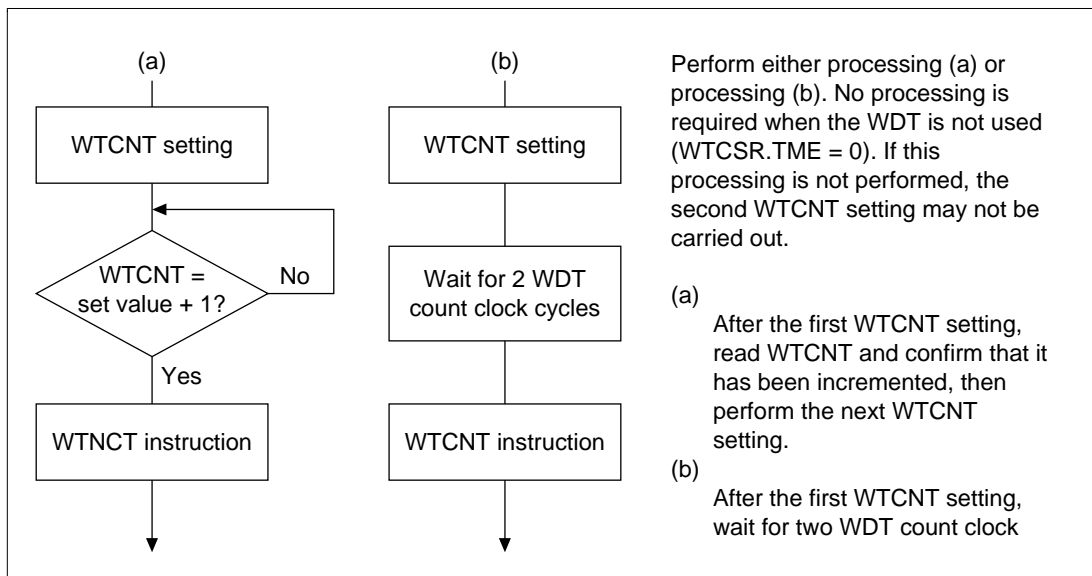 (a)
WTCNT setting
WTCNT =
set value + 1?
No
Yes
WTNCT instruction
(b)
WTCNT setting
Wait for 2 WDT
count clock cycles
WTCNT instruction
Perform either processing (a) or
processing (b). No processing is
required when the WDT is not used
(WTCSR.TME = 0). If this
processing is not performed, the
second WTCNT setting may not be
carried out.
(a)
After the first WTCNT setting,
read WTCNT and confirm that it
has been incremented, then
perform the next WTCNT
setting.
(b)
After the first WTCNT setting,
wait for two WDT count clock